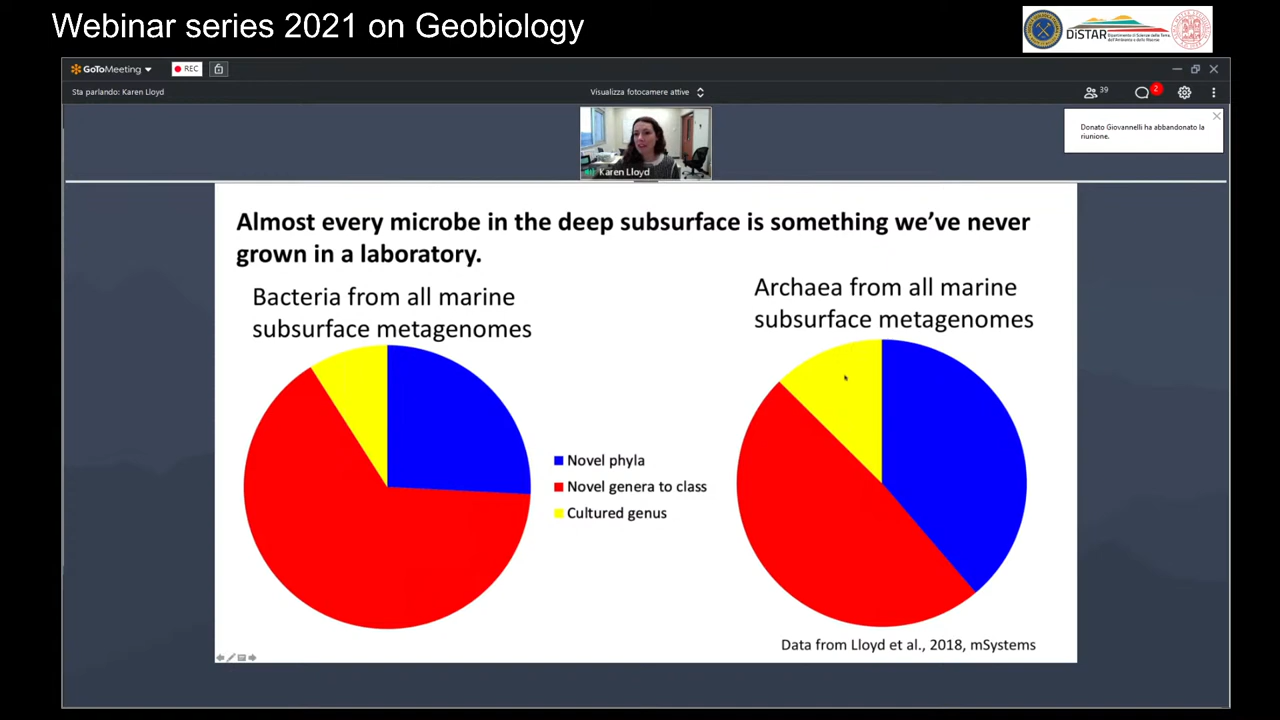 Webinar series 2021 on Geobiology
DiSTAR
GoToMeeting
REC
Sta parlando: Karen Lloyd
Visualizza fotocamere attive
39
2
Donato Giovannelli ha abbandonato la
riunione.
Karen Lloyd
Almost every microbe in the deep subsurface is something we’ve never
grown in a laboratory.
Bacteria from all marine
subsurface metagenomes
Archaea from all marine
subsurface metagenomes
Novel phyla
Novel genera to class
Cultured genus
Data from Lloyd et al., 2018, mSystems